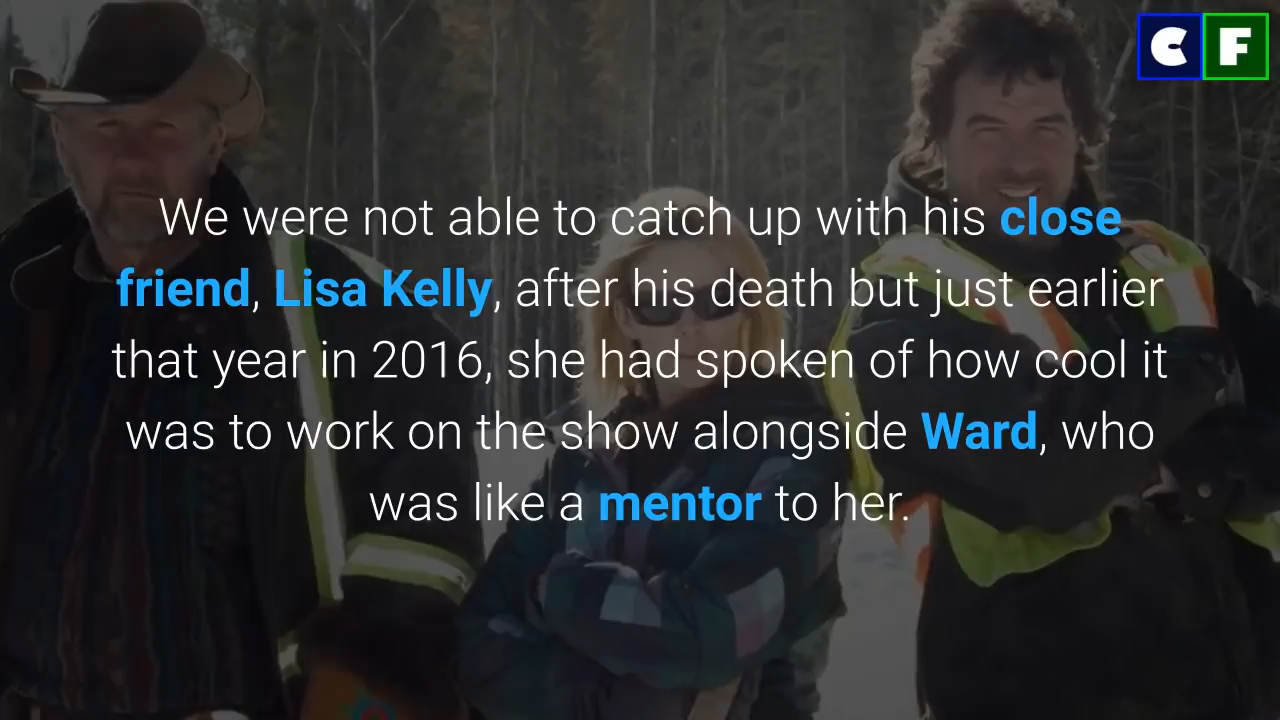 C F
We were not able to catch up with his close
friend, Lisa Kelly, after his death but just earlier
that year in 2016, she had spoken of how cool it
was to work on the show alongside Ward, who
was like a mentor to her.